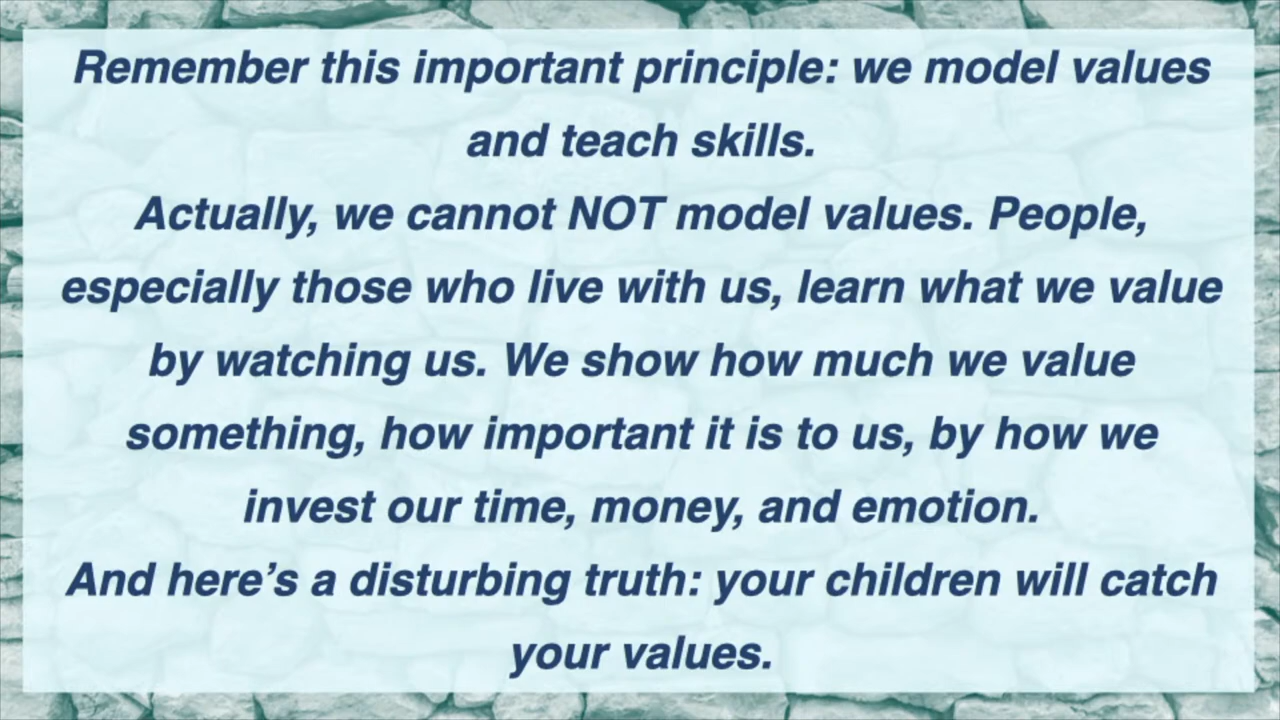 Remember this important principle: we model values
and teach skills.
Actually, we cannot NOT model values. People,
especially those who live with us, learn what we value
by watching us. We show how much we value
something, how important it is to us, by how we
invest our time, money, and emotion.
And here’s a disturbing truth: your children will catch
your values.